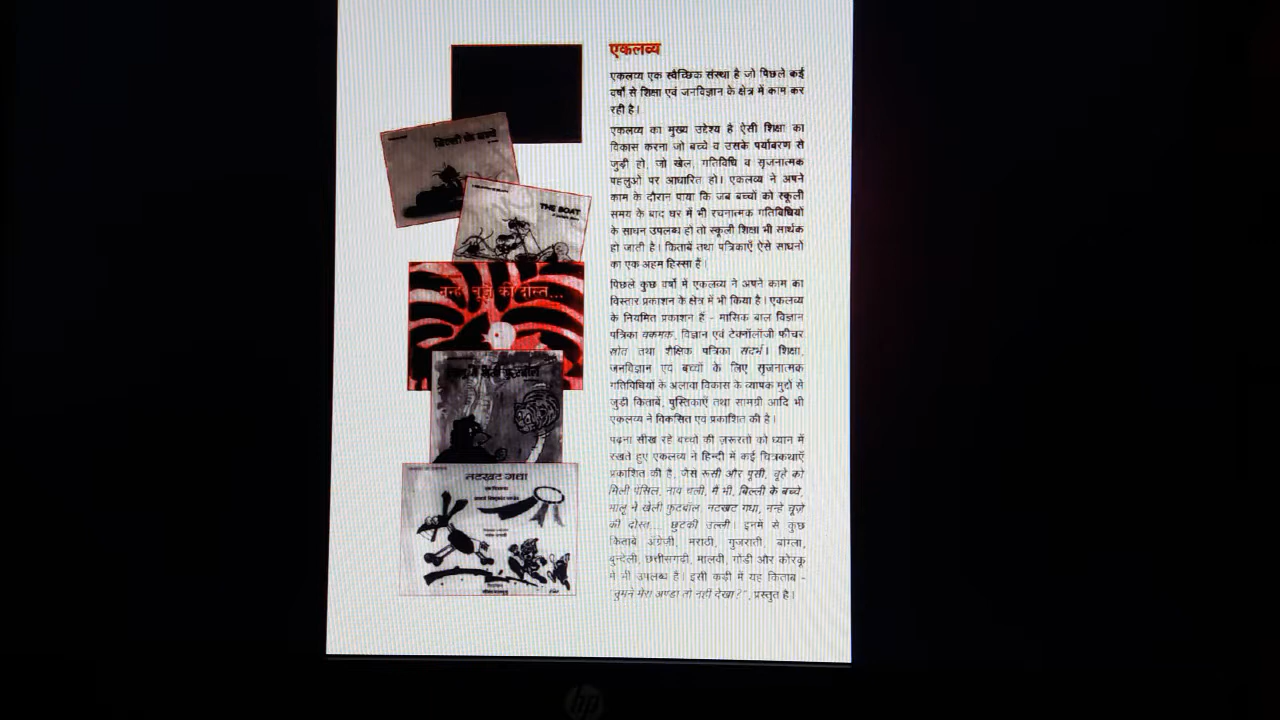 एकलव्य
एकलव्य एक स्वैच्छिक संस्था है जो पिछले कई
वर्षों से शिक्षा एवं जनविज्ञान के क्षेत्र में काम कर
रही है।
एकलव्य का मुख्य उद्देश्य है ऐसी शिक्षा का
विकास करना जो बच्चे व उसके पर्यावरण से
जुड़ी हो, जो खेल, गतिविधि व सृजनात्मक
पहलुओं पर आधारित हो। एकलव्य ने अपने
काम के दौरान पाया कि जब बच्चों को स्कूली
समय के बाद घर में भी रचनात्मक गतिविधियों
के साधन उपलब्ध हों तो स्कूली शिक्षा भी सार्थक
हो जाती है। किताबें तथा पत्रिकाएँ ऐसे साधनों
का एक अहम हिस्सा हैं।
पिछले कुछ वर्षों में एकलव्य ने अपने काम का
विस्तार प्रकाशन के क्षेत्र में भी किया है। एकलव्य
के नियमित प्रकाशन हैं - मासिक बाल विज्ञान
पत्रिका चकमक, विज्ञान एवं टेक्नॉलॉजी फीचर
स्रोत तथा शैक्षिक पत्रिका संदर्भ। शिक्षा,
जनविज्ञान एवं बच्चों के लिए सृजनात्मक
गतिविधियों के अलावा विकास के व्यापक मुद्दों से
जुड़ी किताबें, पुस्तिकाएँ तथा सामग्री आदि भी
एकलव्य ने विकसित एवं प्रकाशित की है।
पढ़ना सीख रहे बच्चों की ज़रूरतों को ध्यान में
रखते हुए एकलव्य ने हिन्दी में कई चित्रकथाएँ
प्रकाशित की हैं, जैसे रूसी और पूसी, चूहे को
मिली पेंसिल, नाव चली, मैं भी, बिल्ली के बच्चे,
भालू ने खेली फुटबॉल, नटखट गधा, नन्हे चूज़े
की दोस्त... छुटकी उल्ली। इनमें से कुछ
किताबें अंग्रेज़ी, मराठी, गुजराती, बांग्ला,
बुन्देली, छत्तीसगढ़ी, मालवी, गोंडी और कोरकू
में भी उपलब्ध हैं। इसी कड़ी में यह किताब -
"तुमने मेरा अण्डा तो नहीं देखा?", प्रस्तुत है।
बिल्ली के बच्चे
THE BOAT
नन्हे चूज़े की दोस्त...
नटखट गधा
hp